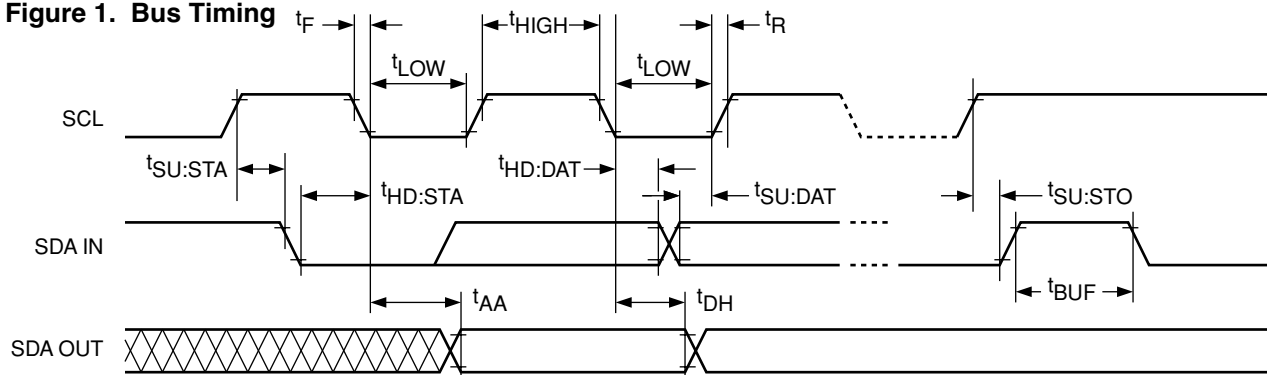 Figure 1. Bus Timing
tF
tHIGH
tR
tLOW
tLOW
SCL
tSU:STA
tHD:DAT
tHD:STA
tSU:DAT
tSU:STO
SDA IN
tBUF
tAA
tDH
SDA OUT